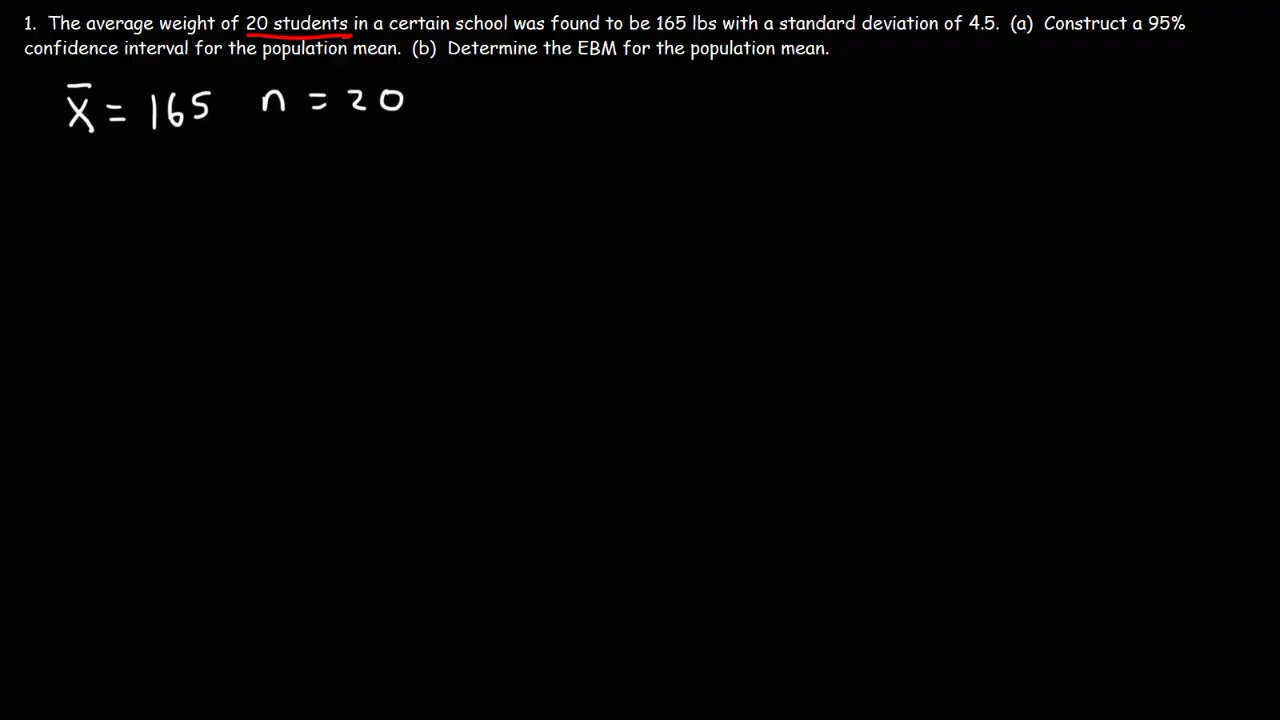 1. The average weight of 20 students in a certain school was found to be 165 lbs with a standard deviation of 4.5. (a) Construct a 95%
confidence interval for the population mean. (b) Determine the EBM for the population mean.
x̄ = 165 n = 20